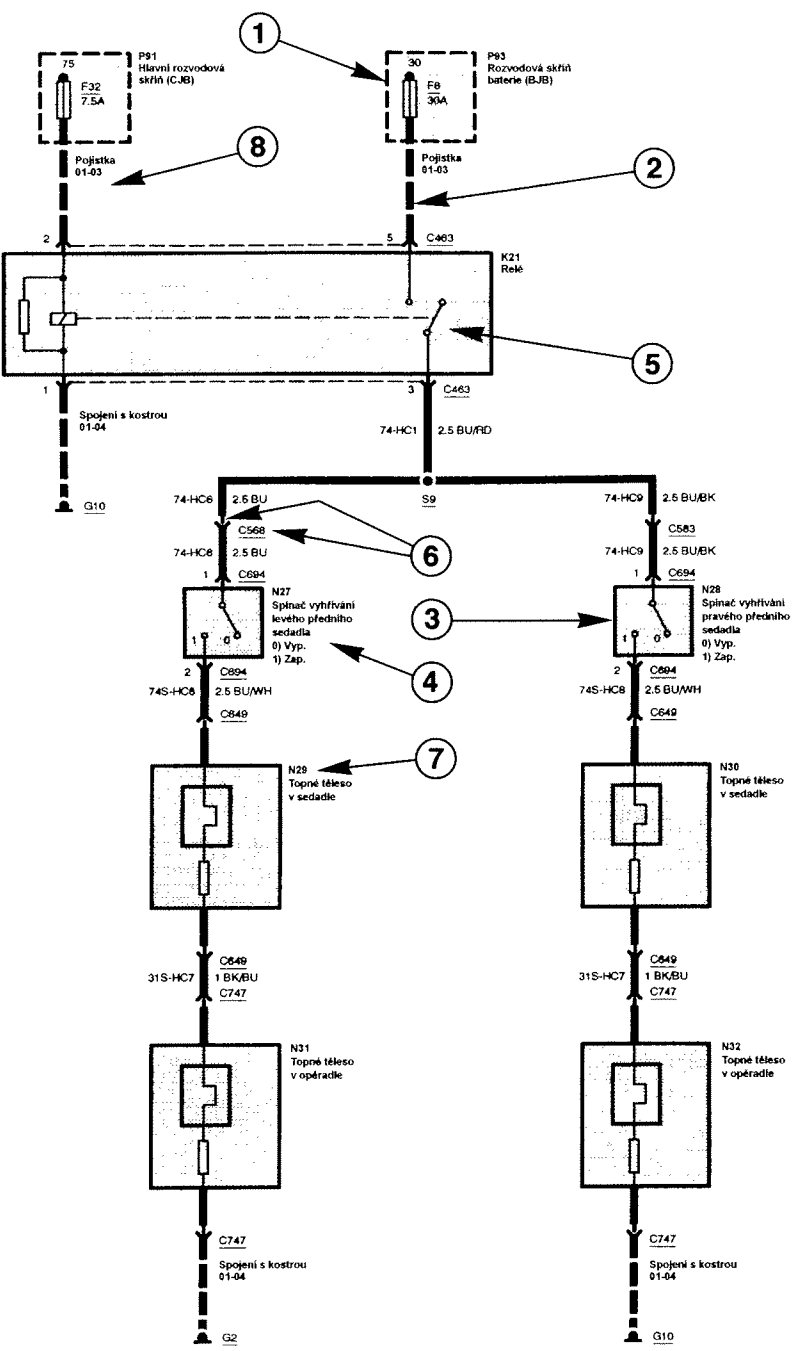 P91
Hlavní rozvodová
skříň (CJB)
75
F32
7.5A
1
P93
Rozvodová skříň
baterie (BJB)
30
F8
30A
Pojistka
01-03
8
Pojistka
01-03
2
2
5
C463
K21
Relé
5
1
3
C463
Spojení s kostrou
01-04
G10
74-HC1
2.5 BU/RD
S9
74-HC6
2.5 BU
C568
74-HC6
2.5 BU
1
C694
6
74-HC9
2.5 BU/BK
C583
74-HC9
2.5 BU/BK
1
C694
N27
Spínač vyhřívání
levého předního
sedadla
0) Vyp.
1) Zap.
1
0
3
4
N28
Spínač vyhřívání
pravého předního
sedadla
0) Vyp.
1) Zap.
1
0
2
C694
74S-HC6
2.5 BU/WH
C649
2
C694
74S-HC8
2.5 BU/WH
C649
N29
Topné těleso
v sedadle
7
N30
Topné těleso
v sedadle
C649
31S-HC7
1 BK/BU
C747
C649
31S-HC7
1 BK/BU
C747
N31
Topné těleso
v opěradle
N32
Topné těleso
v opěradle
C747
Spojení s kostrou
01-04
G2
C747
Spojení s kostrou
01-04
G10